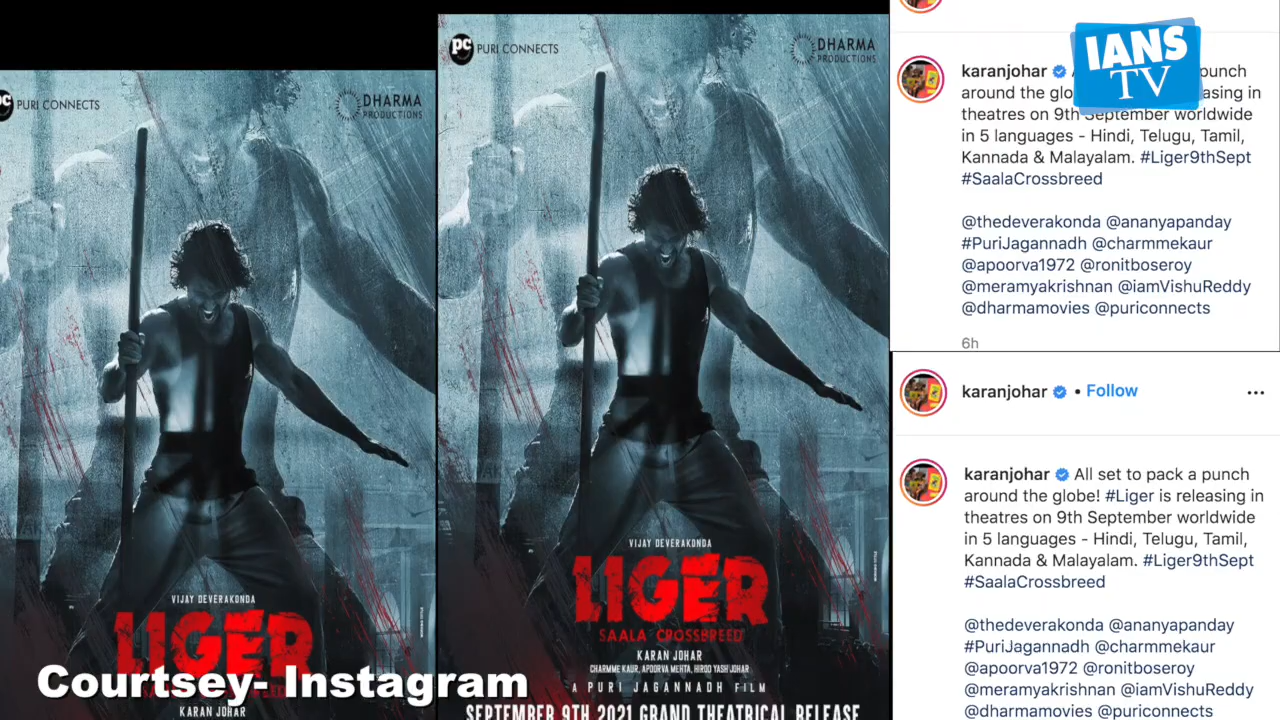 PURI CONNECTS
DHARMA
PRODUCTIONS
VIJAY DEVERAKONDA
LIGER
KARAN JOHAR
Courtsey- Instagram
pc PURI CONNECTS
DHARMA
PRODUCTIONS
VIJAY DEVERAKONDA
LIGER
SAALA CROSSBREED
KARAN JOHAR
CHARMME KAUR, APOORVA MEHTA, HIROO YASH JOHAR
A PURI JAGANNADH FILM
SEPTEMBER 9TH 2021 GRAND THEATRICAL RELEASE
IANS
TV
karanjohar punch
around the glo asing in
theatres on 9th September worldwide
in 5 languages - Hindi, Telugu, Tamil,
Kannada & Malayalam. #Liger9thSept
#SaalaCrossbreed
@thedeverakonda @ananyapanday
#PuriJagannadh @charmmekaur
@apoorva1972 @ronitboseroy
@meramyakrishnan @iamVishuReddy
@dharmamovies @puriconnects
6h
karanjohar • Follow ...
karanjohar All set to pack a punch
around the globe! #Liger is releasing in
theatres on 9th September worldwide
in 5 languages - Hindi, Telugu, Tamil,
Kannada & Malayalam. #Liger9thSept
#SaalaCrossbreed
@thedeverakonda @ananyapanday
#PuriJagannadh @charmmekaur
@apoorva1972 @ronitboseroy
@meramyakrishnan @iamVishuReddy
@dharmamovies @puriconnects